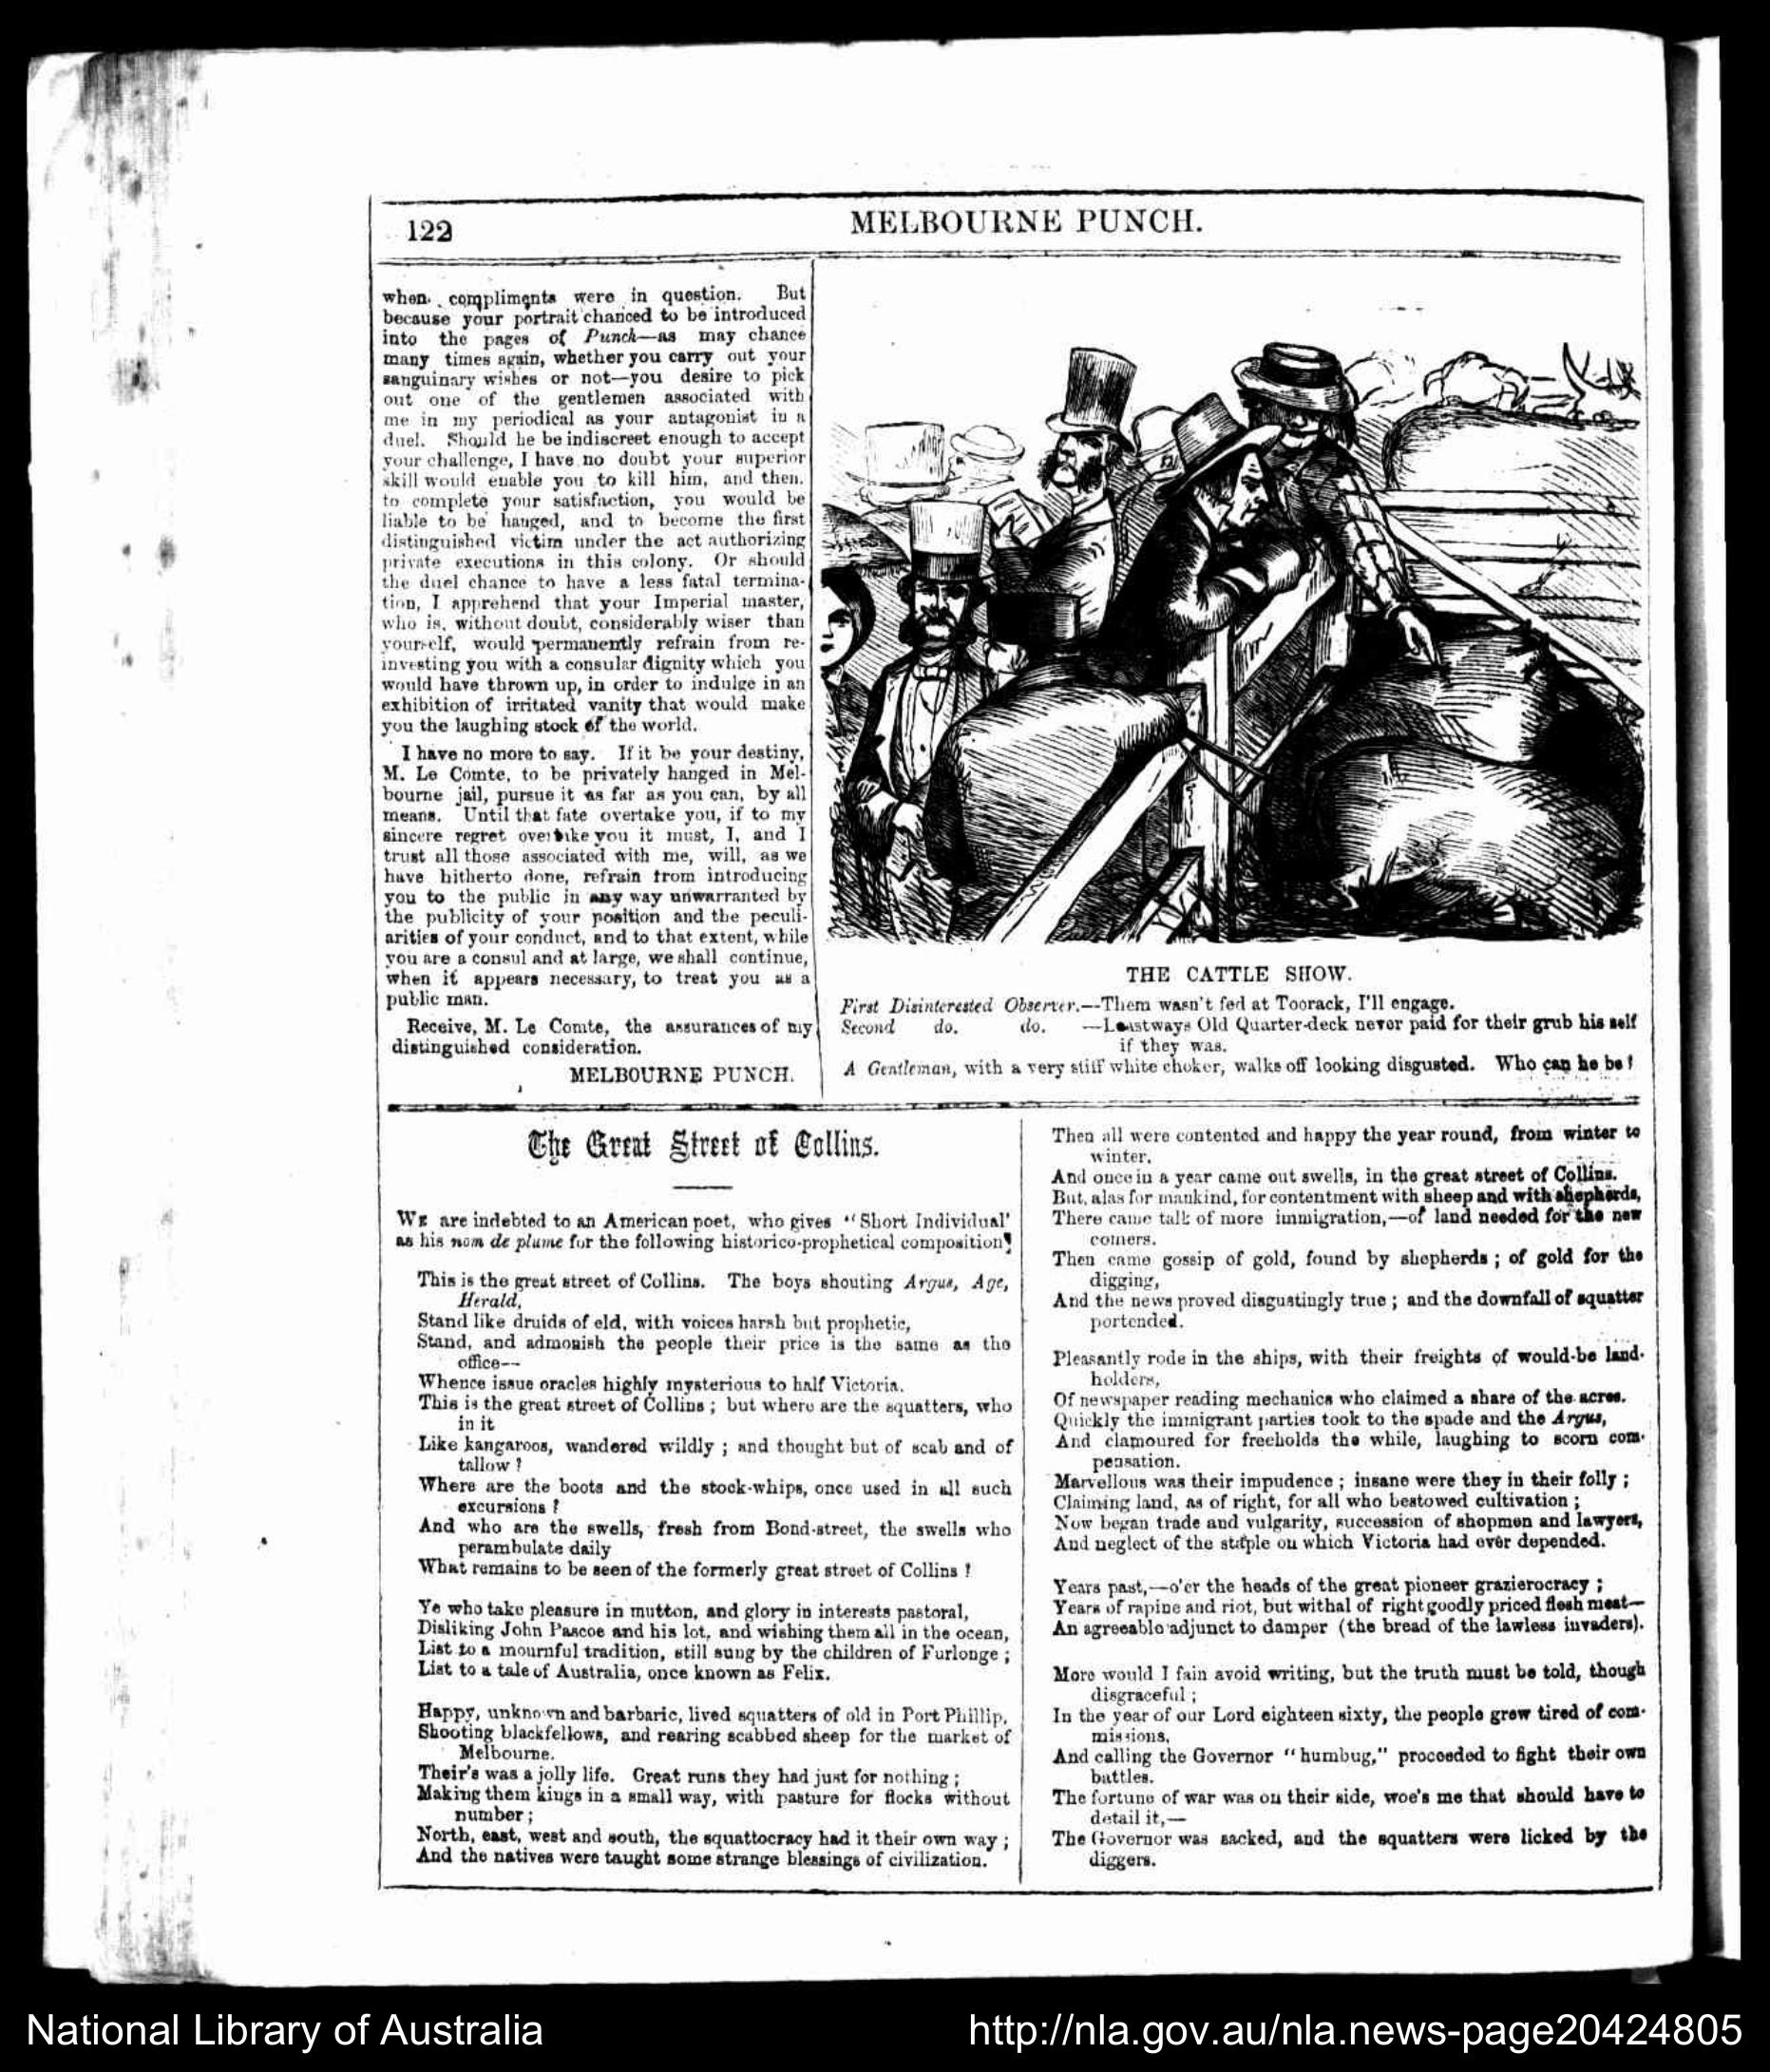 122
MELBOURNE PUNCH.
when compliments were in question. But
because your portrait chanced to be introduced
into the pages of Punch—as may chance
many times again, whether you carry out your
sanguinary wishes or not—you desire to pick
out one of the gentlemen associated with
me in my periodical as your antagonist in a
duel. Should he be indiscreet enough to accept
your challenge, I have no doubt your superior
skill would enable you to kill him, and then,
to complete your satisfaction, you would be
liable to be hanged, and to become the first
distinguished victim under the act authorizing
private executions in this colony. Or should
the duel chance to have a less fatal termina-
tion, I apprehend that your Imperial master,
who is, without doubt, considerably wiser than
yourself, would permanently refrain from re-
investing you with a consular dignity which you
would have thrown up, in order to indulge in an
exhibition of irritated vanity that would make
you the laughing stock of the world.
I have no more to say. If it be your destiny,
M. Le Comte, to be privately hanged in Mel-
bourne jail, pursue it as far as you can, by all
means. Until that fate overtake you, if to my
sincere regret overtake you it must, I, and I
trust all those associated with me, will, as we
have hitherto done, refrain from introducing
you to the public in any way unwarranted by
the publicity of your position and the peculi-
arities of your conduct, and to that extent, while
you are a consul and at large, we shall continue,
when it appears necessary, to treat you as a
public man.
Receive, M. Le Comte, the assurances of my
distinguished consideration.
MELBOURNE PUNCH.
THE CATTLE SHOW.
First Disinterested Observer.--Them wasn't fed at Toorack, I'll engage.
Second do. do. —Leastways Old Quarter-deck never paid for their grub his self
if they was.
A Gentleman, with a very stiff white choker, walks off looking disgusted. Who can he be?
The Great Street of Collins.
WE are indebted to an American poet, who gives "Short Individual'
as his nom de plume for the following historico-prophetical composition:
This is the great street of Collins. The boys shouting Argus, Age,
Herald,
Stand like druids of eld, with voices harsh but prophetic,
Stand, and admonish the people their price is the same as the
office--
Whence issue oracles highly mysterious to half Victoria.
This is the great street of Collins; but where are the squatters, who
in it
Like kangaroos, wandered wildly; and thought but of scab and of
tallow?
Where are the boots and the stock-whips, once used in all such
excursions?
And who are the swells, fresh from Bond-street, the swells who
perambulate daily
What remains to be seen of the formerly great street of Collins!
Ye who take pleasure in mutton, and glory in interests pastoral,
Disliking John Pascoe and his lot, and wishing them all in the ocean,
List to a mournful tradition, still sung by the children of Furlonge;
List to a tale of Australia, once known as Felix.
Happy, unknown and barbaric, lived squatters of old in Port Phillip,
Shooting blackfellows, and rearing scabbed sheep for the market of
Melbourne.
Their's was a jolly life. Great runs they had just for nothing;
Making them kings in a small way, with pasture for flocks without
number;
North, east, west and south, the squattocracy had it their own way;
And the natives were taught some strange blessings of civilization.
Then all were contented and happy the year round, from winter to
winter,
And once in a year came out swells, in the great street of Collins.
But, alas for mankind, for contentment with sheep and with shepherds,
There came talk of more immigration,—of land needed for the new
comers.
Then came gossip of gold, found by shepherds; of gold for the
digging,
And the news proved disgustingly true; and the downfall of squatter
portended.
Pleasantly rode in the ships, with their freights of would-be land-
holders,
Of newspaper reading mechanics who claimed a share of the acres.
Quickly the immigrant parties took to the spade and the Argus,
And clamoured for freeholds the while, laughing to scorn com-
pensation.
Marvellous was their impudence; insane were they in their folly;
Claiming land, as of right, for all who bestowed cultivation;
Now began trade and vulgarity, succession of shopmen and lawyers,
And neglect of the staple on which Victoria had ever depended.
Years past,—o'er the heads of the great pioneer grazierocracy;
Years of rapine and riot, but withal of right goodly priced flesh meat—
An agreeable adjunct to damper (the bread of the lawless invaders).
More would I fain avoid writing, but the truth must be told, though
disgraceful;
In the year of our Lord eighteen sixty, the people grew tired of com-
missions,
And calling the Governor "humbug," proceeded to fight their own
battles.
The fortune of war was on their side, woe's me that should have to
detail it,—
The Governor was sacked, and the squatters were licked by the
diggers.
National Library of Australia
http://nla.gov.au/nla.news-page20424805